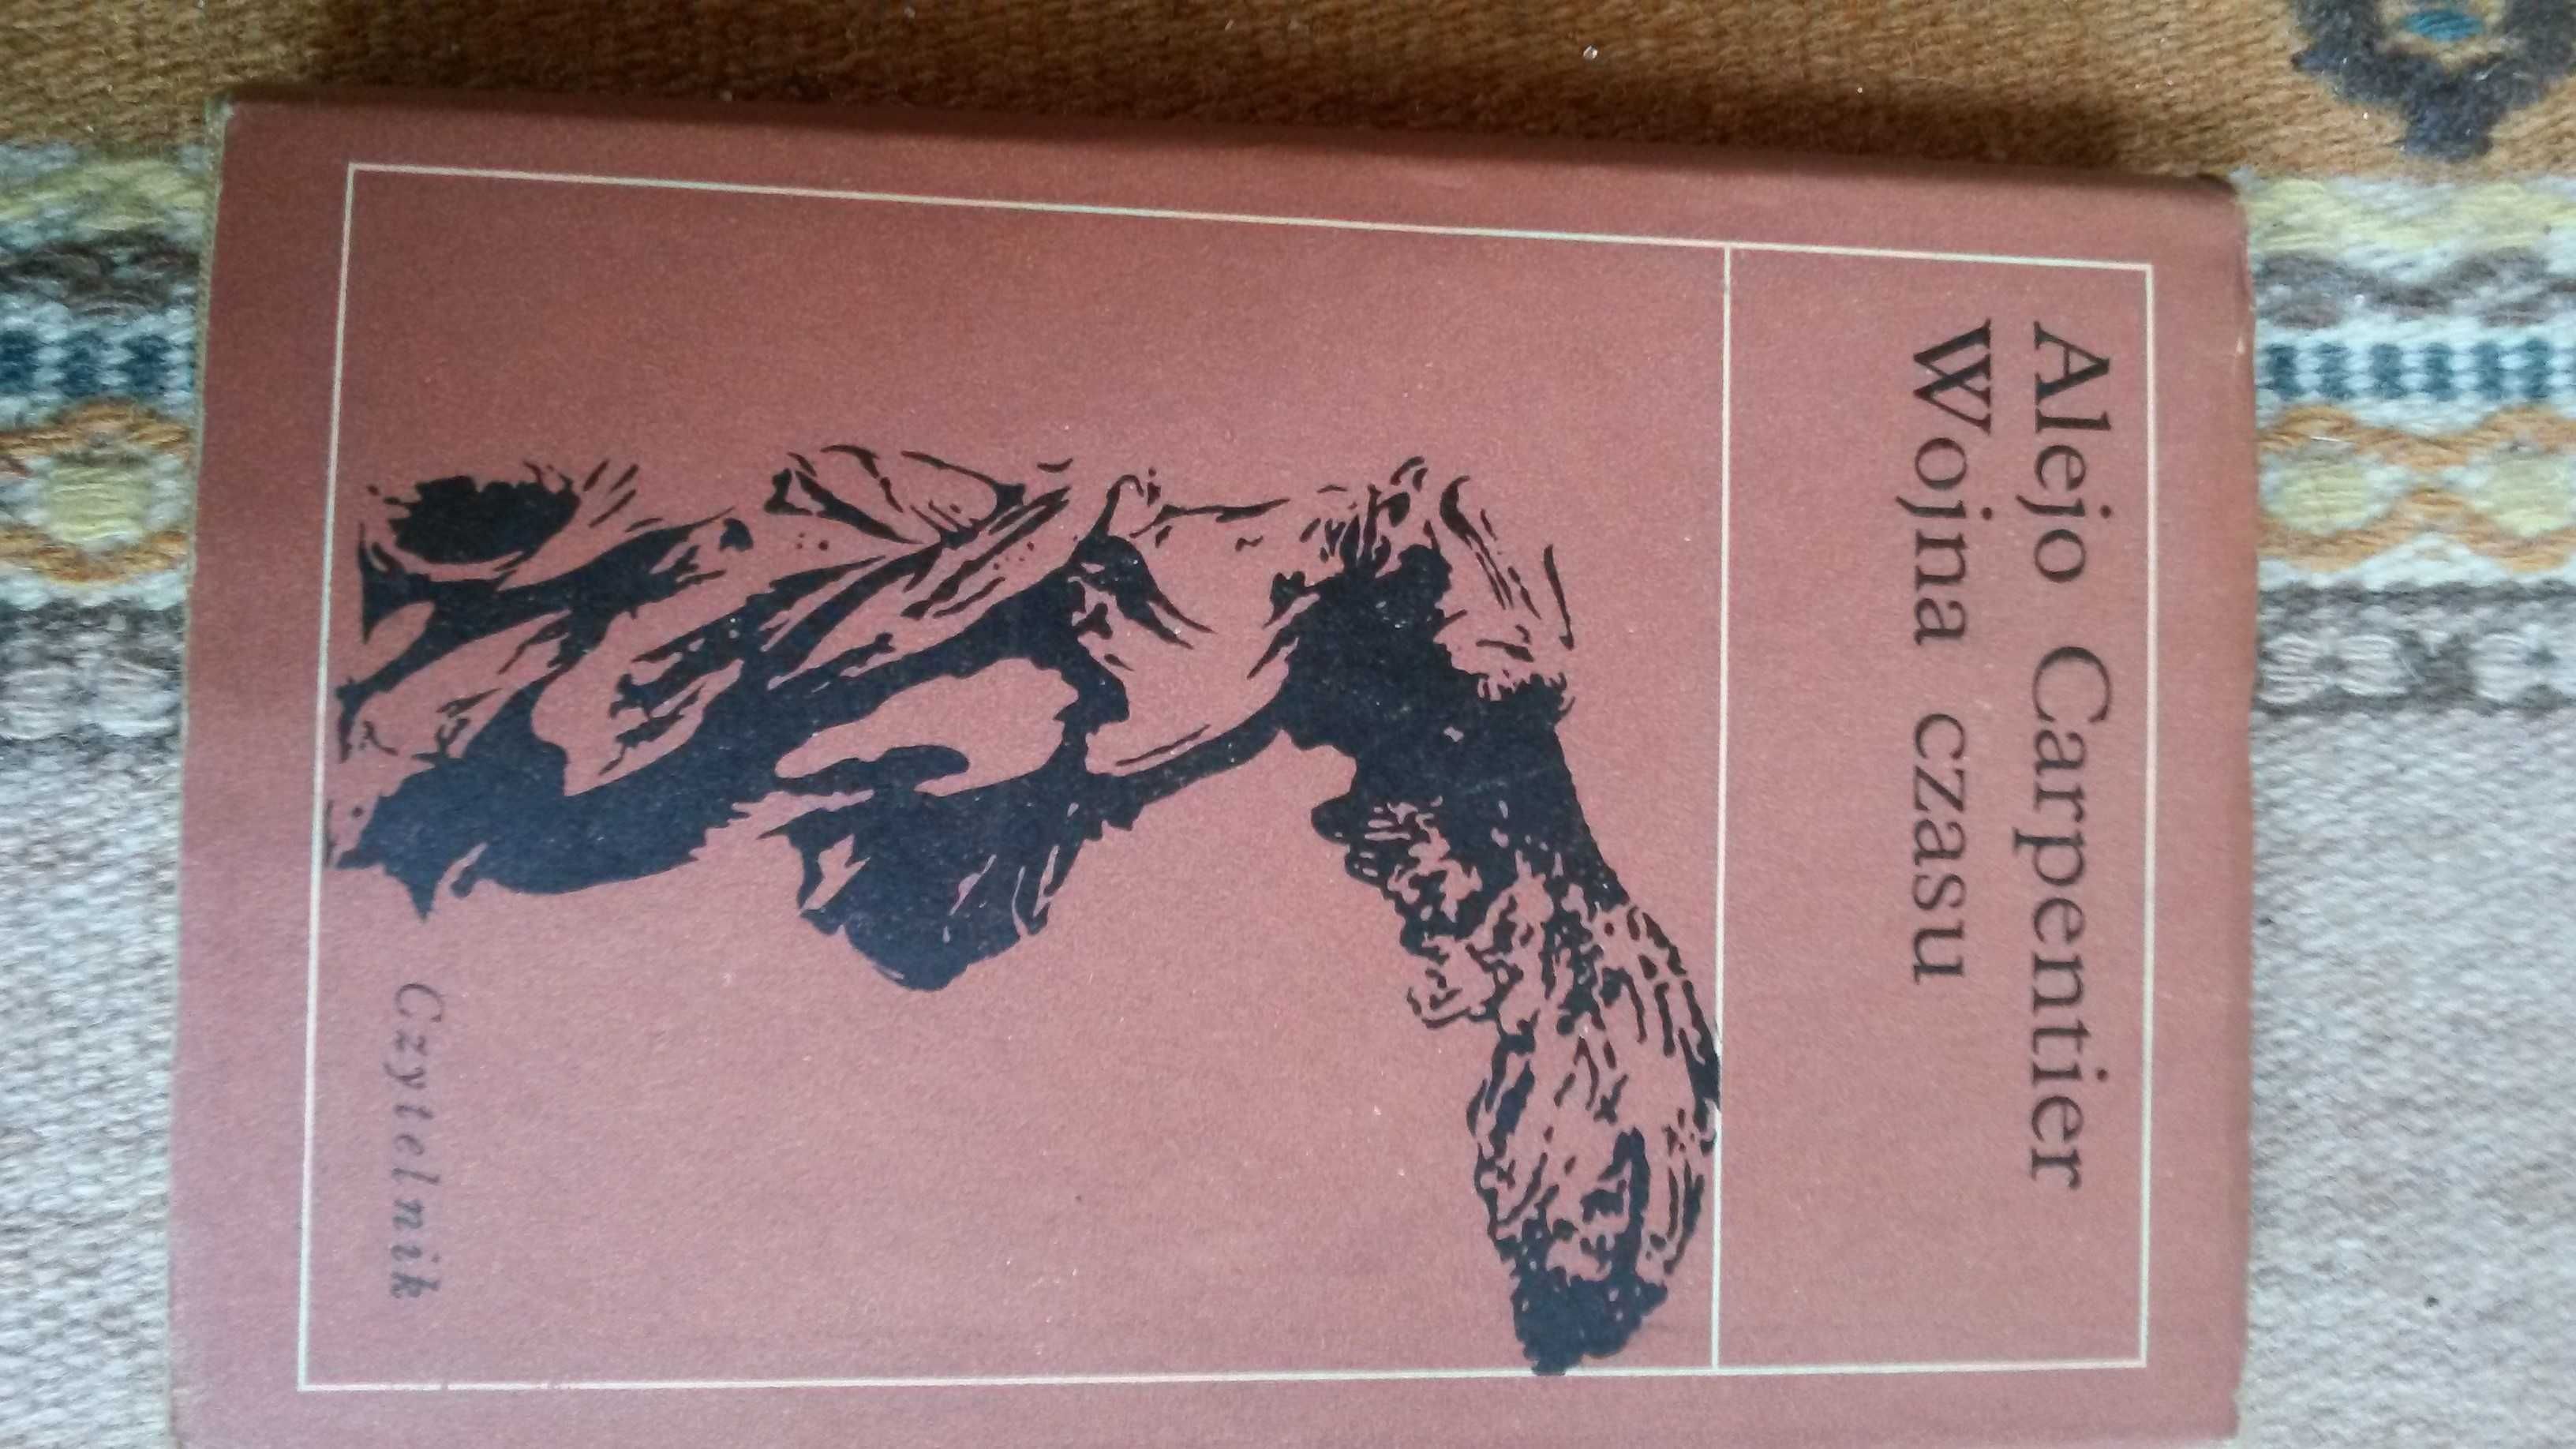 Alejo Carpentier
Wojna czasu
Czytelnik